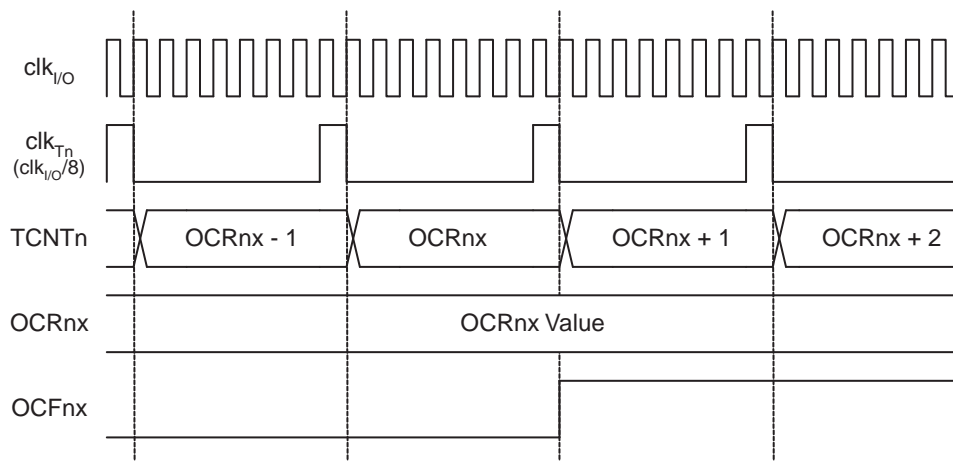 clkI/O
clkTn
(clkI/O/8)
TCNTn OCRnx - 1 OCRnx OCRnx + 1 OCRnx + 2
OCRnx OCRnx Value
OCFnx